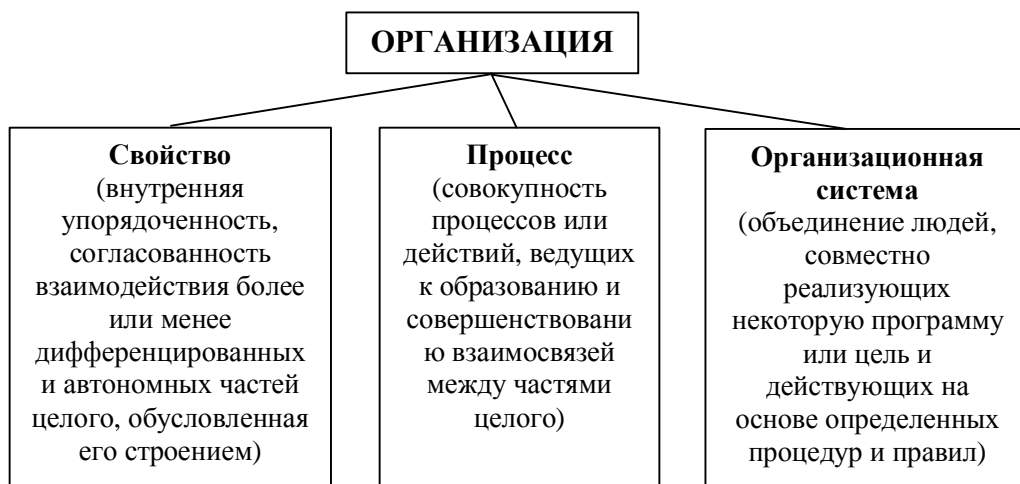 ОРГАНИЗАЦИЯ
Свойство
(внутренняя
упорядоченность,
согласованность
взаимодействия более
или менее
дифференцированных
и автономных частей
целого, обусловленная
его строением)
Процесс
(совокупность
процессов или
действий, ведущих
к образованию и
совершенствовани
ю взаимосвязей
между частями
целого)
Организационная
система
(объединение людей,
совместно
реализующих
некоторую программу
или цель и
действующих на
основе определенных
процедур и правил)